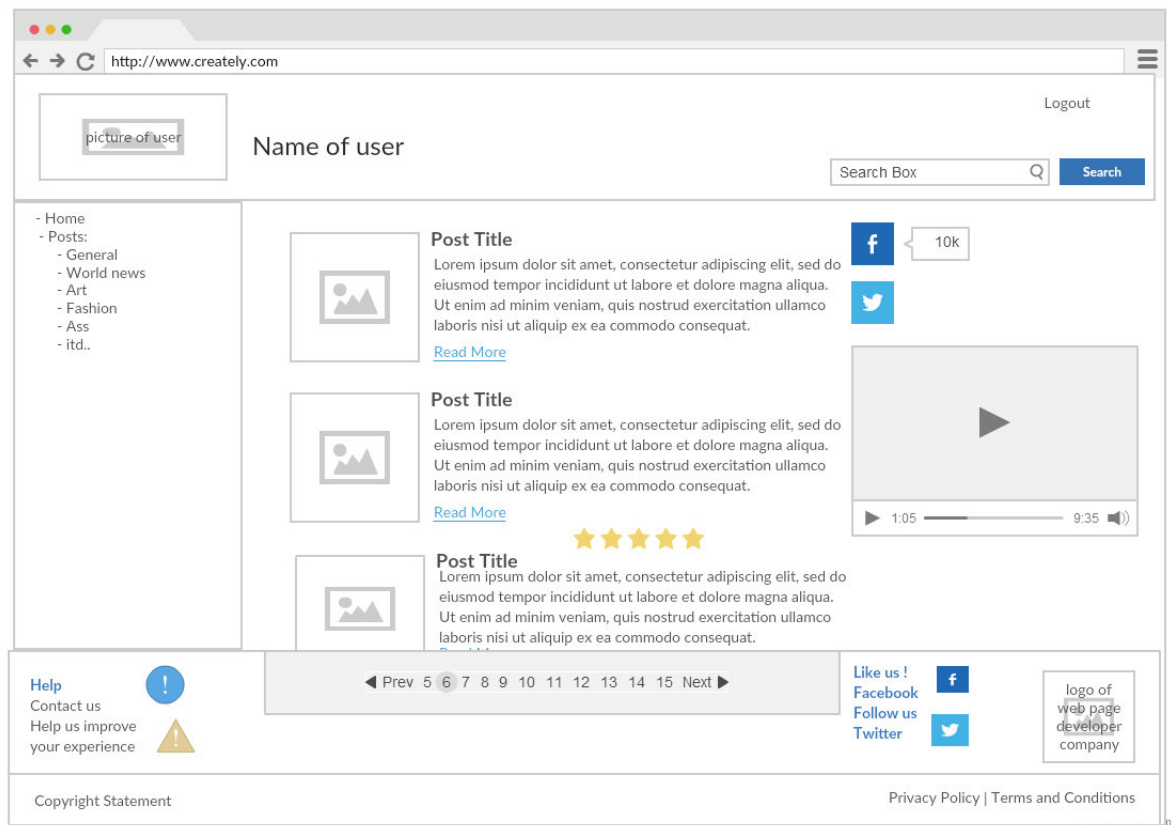 http://www.creately.com
Logout
picture of user
Name of user
Search Box
Search
- Home
- Posts:
- General
- World news
- Art
- Fashion
- Ass
- itd..
Post Title
Lorem ipsum dolor sit amet, consectetur adipiscing elit, sed do
eiusmod tempor incididunt ut labore et dolore magna aliqua.
Ut enim ad minim veniam, quis nostrud exercitation ullamco
laboris nisi ut aliquip ex ea commodo consequat.
Read More
f
10k
Post Title
Lorem ipsum dolor sit amet, consectetur adipiscing elit, sed do
eiusmod tempor incididunt ut labore et dolore magna aliqua.
Ut enim ad minim veniam, quis nostrud exercitation ullamco
laboris nisi ut aliquip ex ea commodo consequat.
Read More
1:05
9:35
Post Title
Lorem ipsum dolor sit amet, consectetur adipiscing elit, sed do
eiusmod tempor incididunt ut labore et dolore magna aliqua.
Ut enim ad minim veniam, quis nostrud exercitation ullamco
laboris nisi ut aliquip ex ea commodo consequat.
Help
Contact us
Help us improve
your experience
Prev 5 6 7 8 9 10 11 12 13 14 15 Next
Like us !
Facebook
Follow us
Twitter
f
logo of
web page
developer
company
Copyright Statement
Privacy Policy | Terms and Conditions